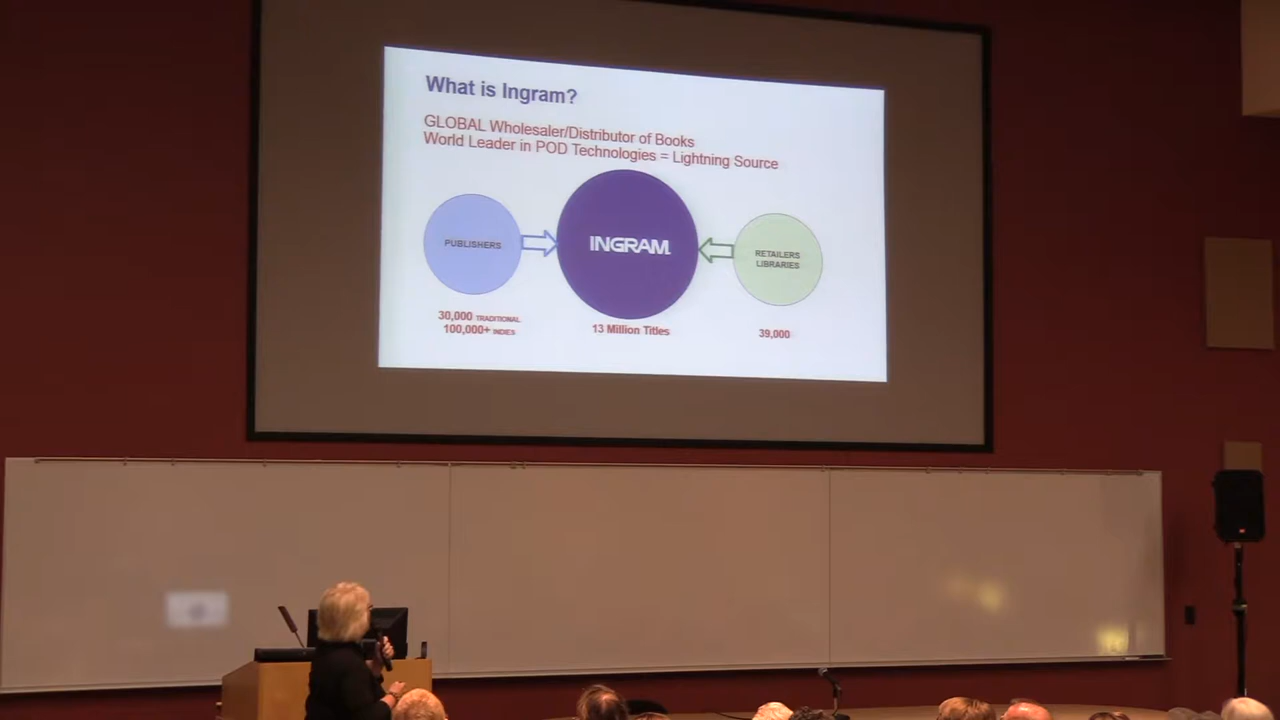 What is Ingram?
GLOBAL Wholesaler/Distributor of Books
World Leader in POD Technologies = Lightning Source
PUBLISHERS
INGRAM
RETAILERS
LIBRARIES
30,000 TRADITIONAL
100,000+ INDIES
13 Million Titles
39,000